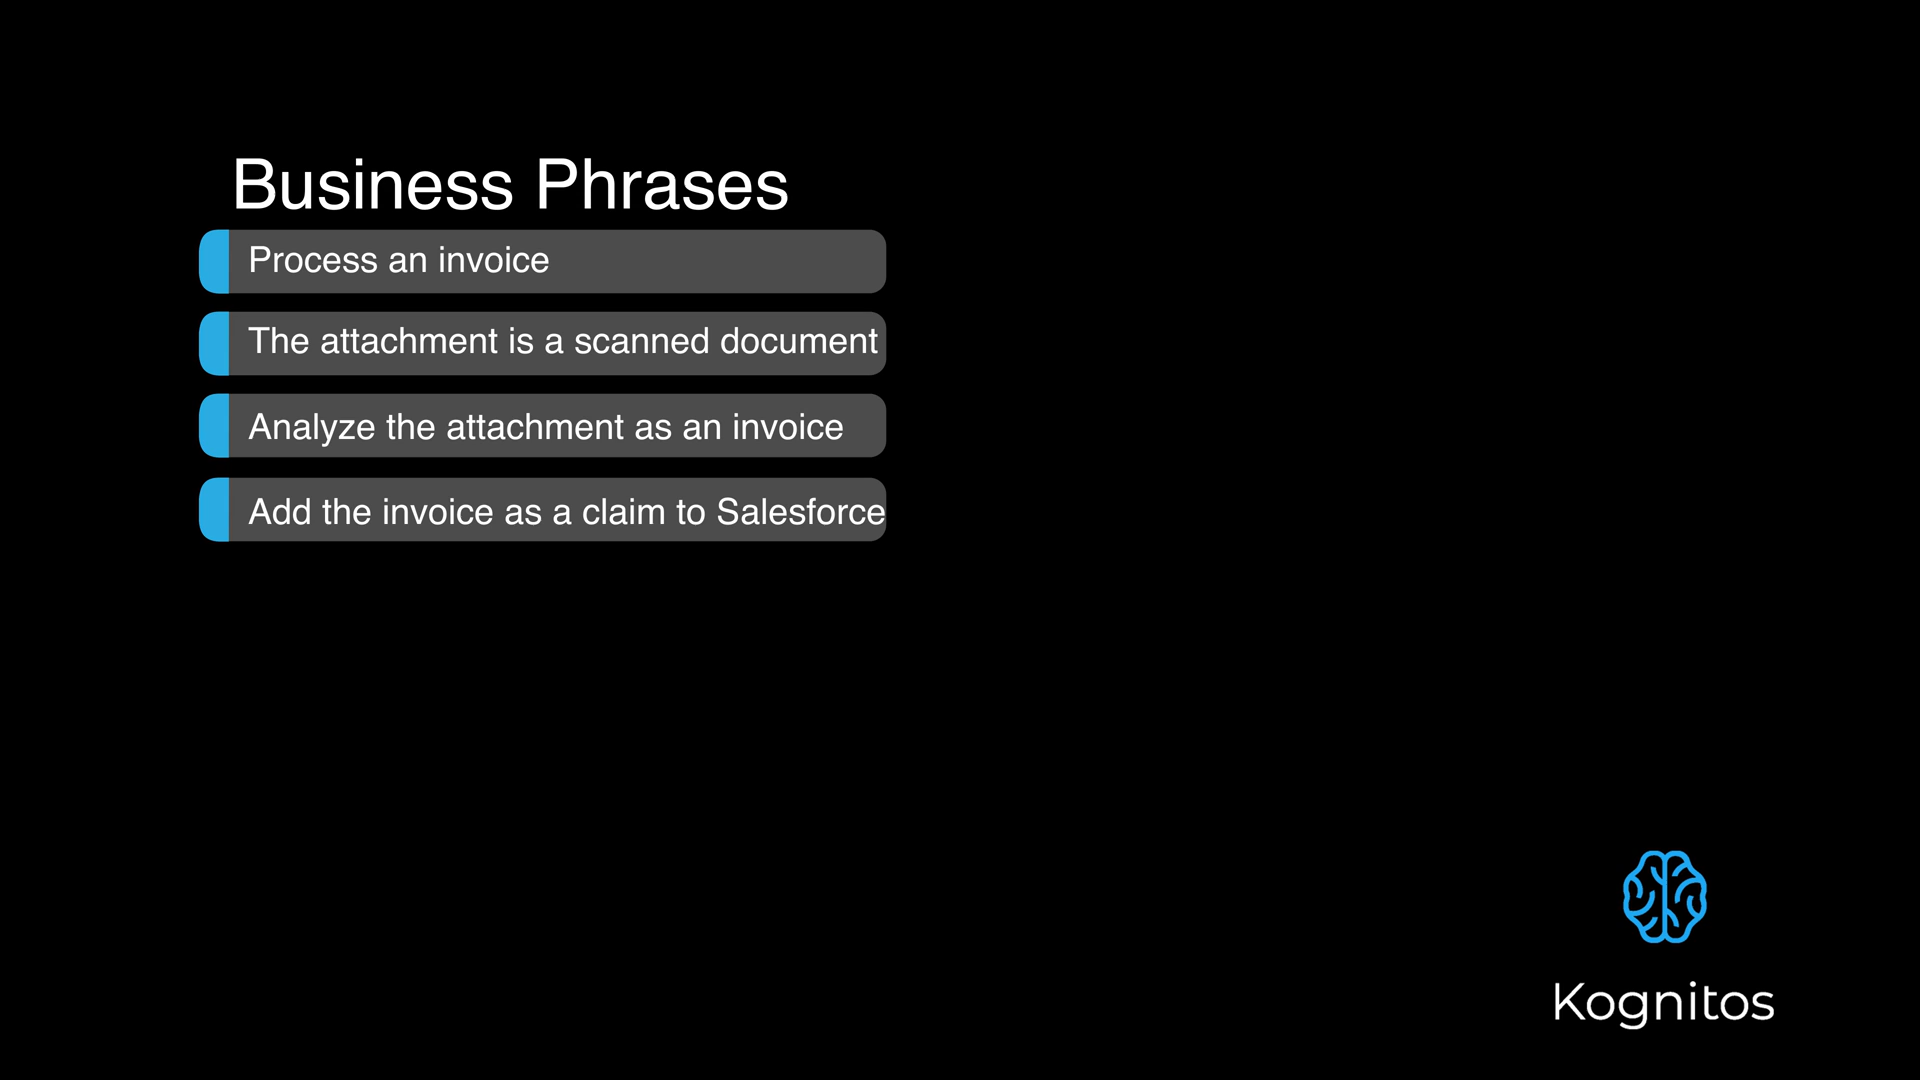 Business Phrases
Process an invoice
The attachment is a scanned document
Analyze the attachment as an invoice
Add the invoice as a claim to Salesforce
Kognitos